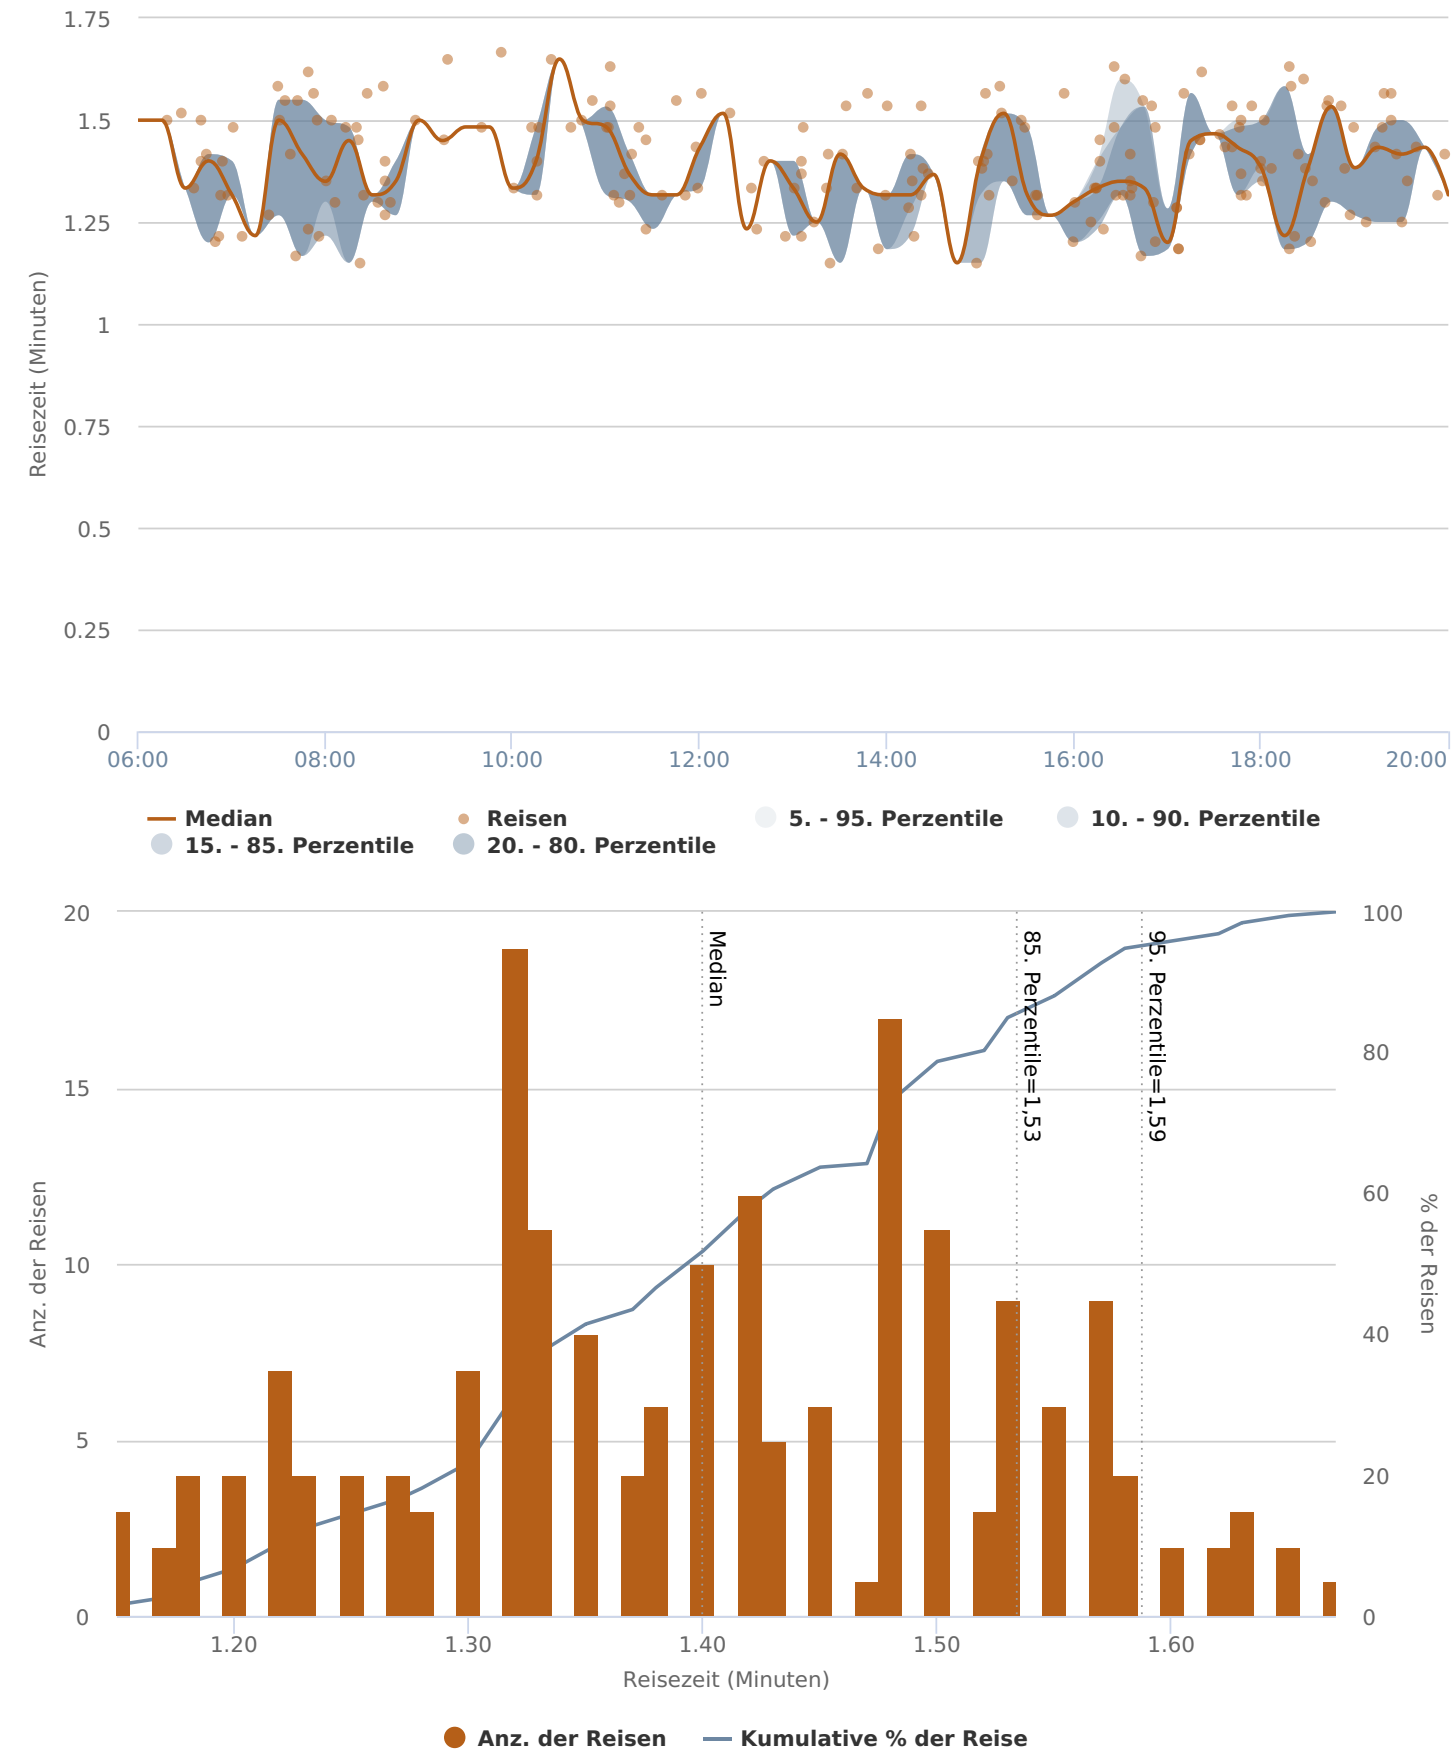 1.75
1.5
1.25
1
0.75
0.5
0.25
0
Reisezeit (Minuten)
06:00 08:00 10:00 12:00 14:00 16:00 18:00 20:00
Median Reisen 5. - 95. Perzentile 10. - 90. Perzentile
15. - 85. Perzentile 20. - 80. Perzentile
20 100
Median
85. Perzentile=1,53
95. Perzentile=1,59
80
15
60
10
40
5
20
0 0
Anz. der Reisen
% der Reisen
1.20 1.30 1.40 1.50 1.60
Reisezeit (Minuten)
Anz. der Reisen Kumulative % der Reise